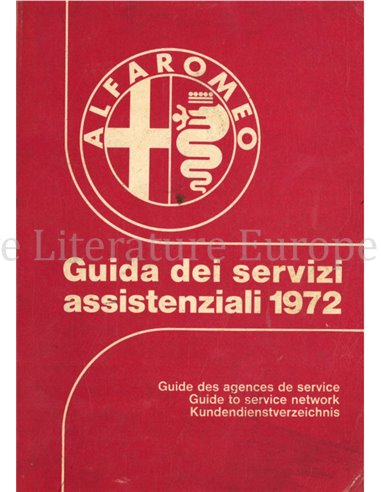 ALFA ROMEO
e Literature Europe
Guida dei servizi
assistenziali 1972
Guide des agences de service
Guide to service network
Kundendienstverzeichnis